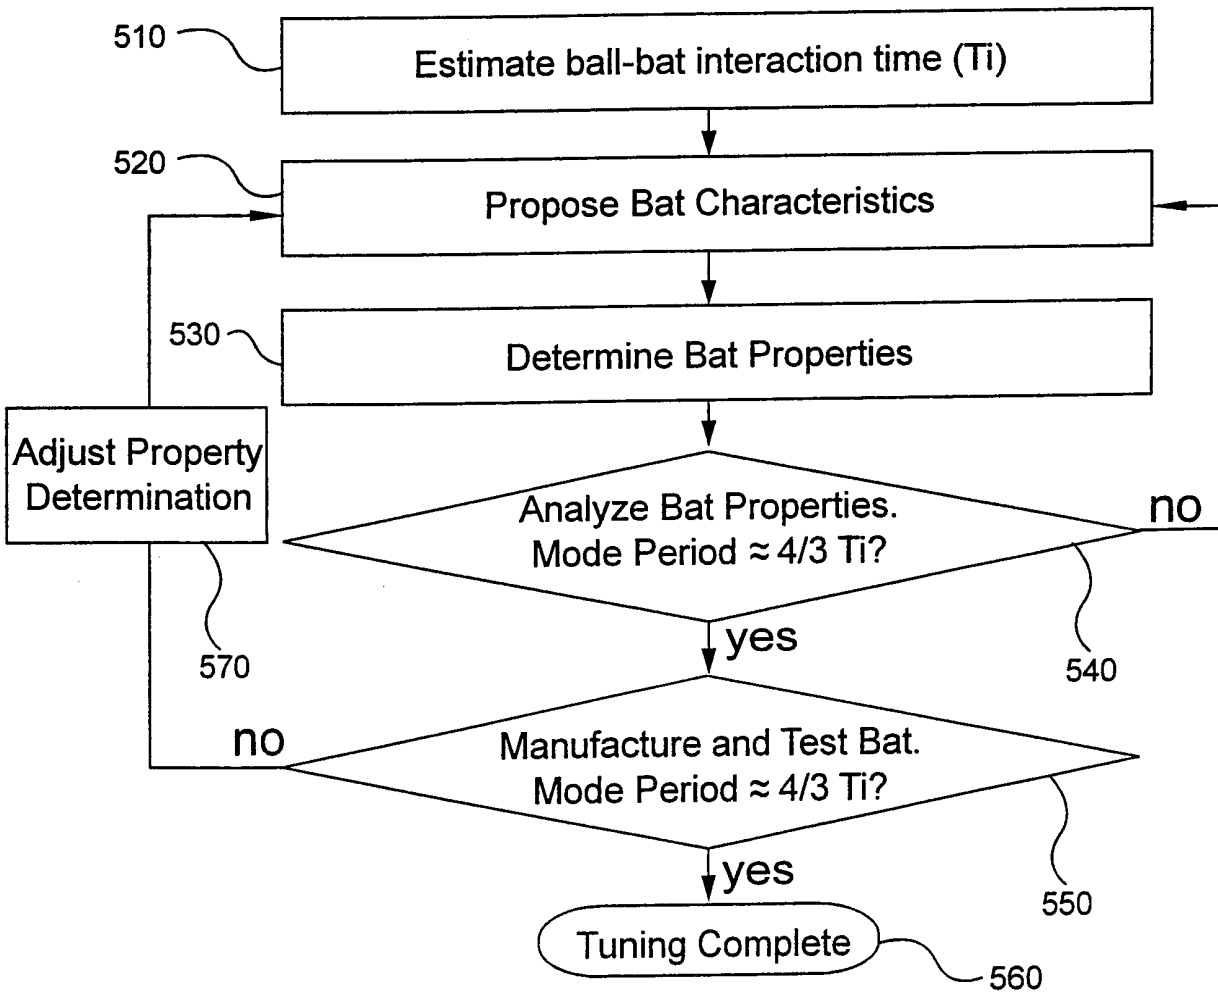 510
Estimate ball-bat interaction time (Ti)
520
Propose Bat Characteristics
530
Determine Bat Properties
Adjust Property
Determination
570
Analyze Bat Properties.
Mode Period ≈ 4/3 Ti?
no
540
yes
no
Manufacture and Test Bat.
Mode Period ≈ 4/3 Ti?
550
yes
Tuning Complete
560